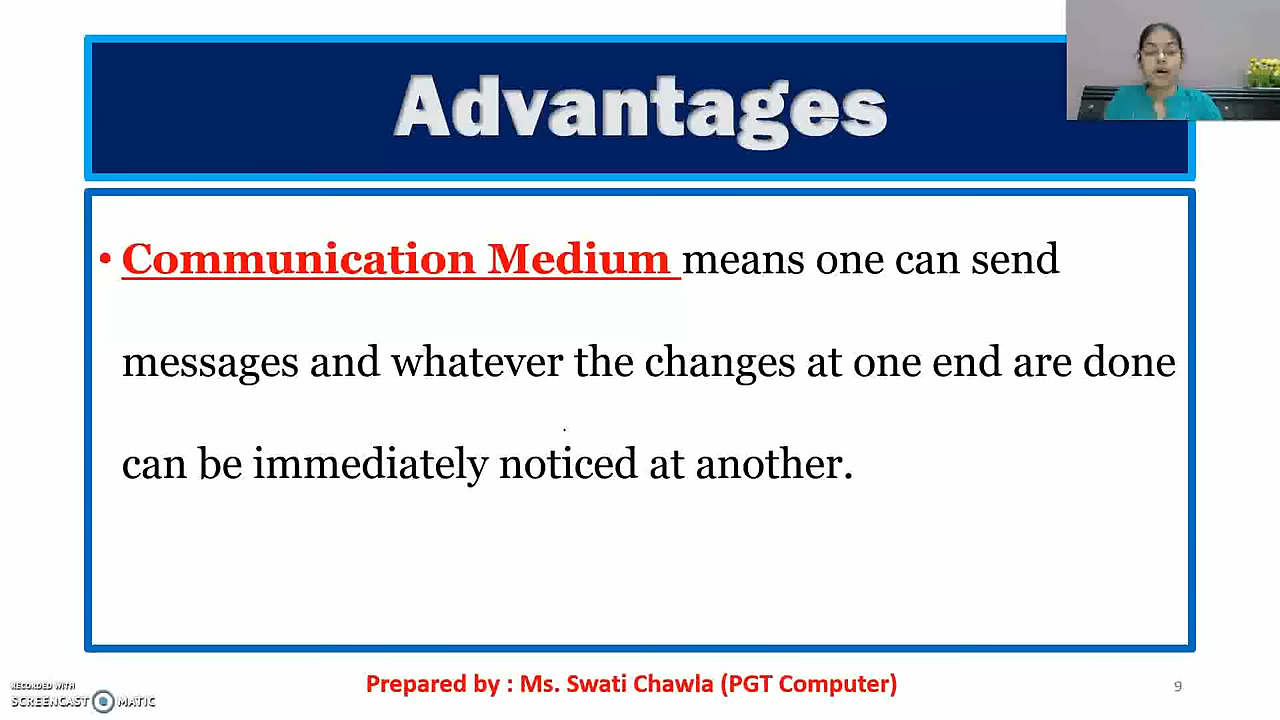 Advantages
• Communication Medium means one can send
messages and whatever the changes at one end are done
can be immediately noticed at another.
Prepared by : Ms. Swati Chawla (PGT Computer)
9
RECORDED WITH
SCREENCAST MATIC